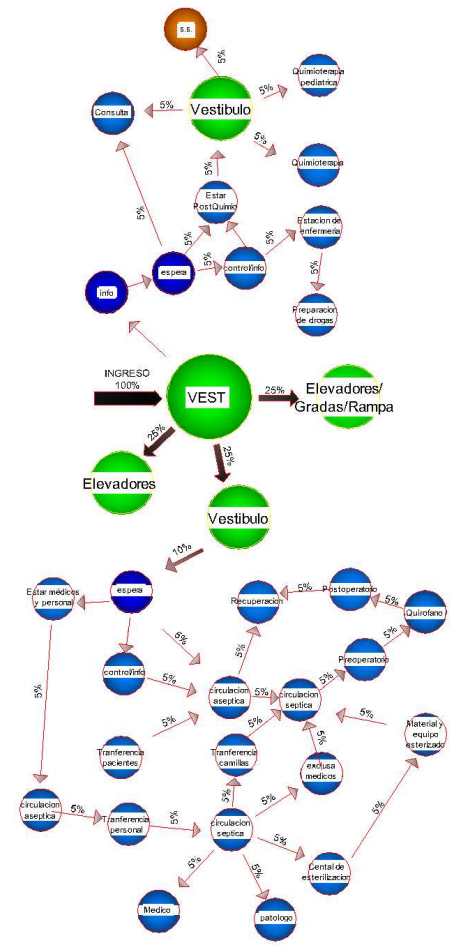 s.s.
5%
Quimioterapia
pediatrica
5%
Consulta
5%
Vestibulo
5%
Quimioterapia
5%
5%
Estar
PostQuimio
Estacion de
enfermeria
5%
5%
5%
espera
control/info
5%
info
Preparacion
de drogas
INGRESO
100%
VEST
25%
Elevadores/
Gradas/Rampa
25%
25%
Elevadores
Vestibulo
10%
Estar médicos
y personal
espera
Recuperacion
5%
Postoperatorio
5%
Quirofano
5%
5%
control/info
5%
5%
Preoperatorio
5%
5%
circulacion
aseptica
5%
circulacion
septica
5%
Tranferencia
pacientes
5%
Tranferencia
camillas
5%
exclusa
medicos
Material y
equipo
esterizado
circulacion
aseptica
5%
Tranferencia
personal
5%
5%
circulacion
septica
5%
5%
5%
5%
5%
Cental de
esterilizacion
Medico
patologo